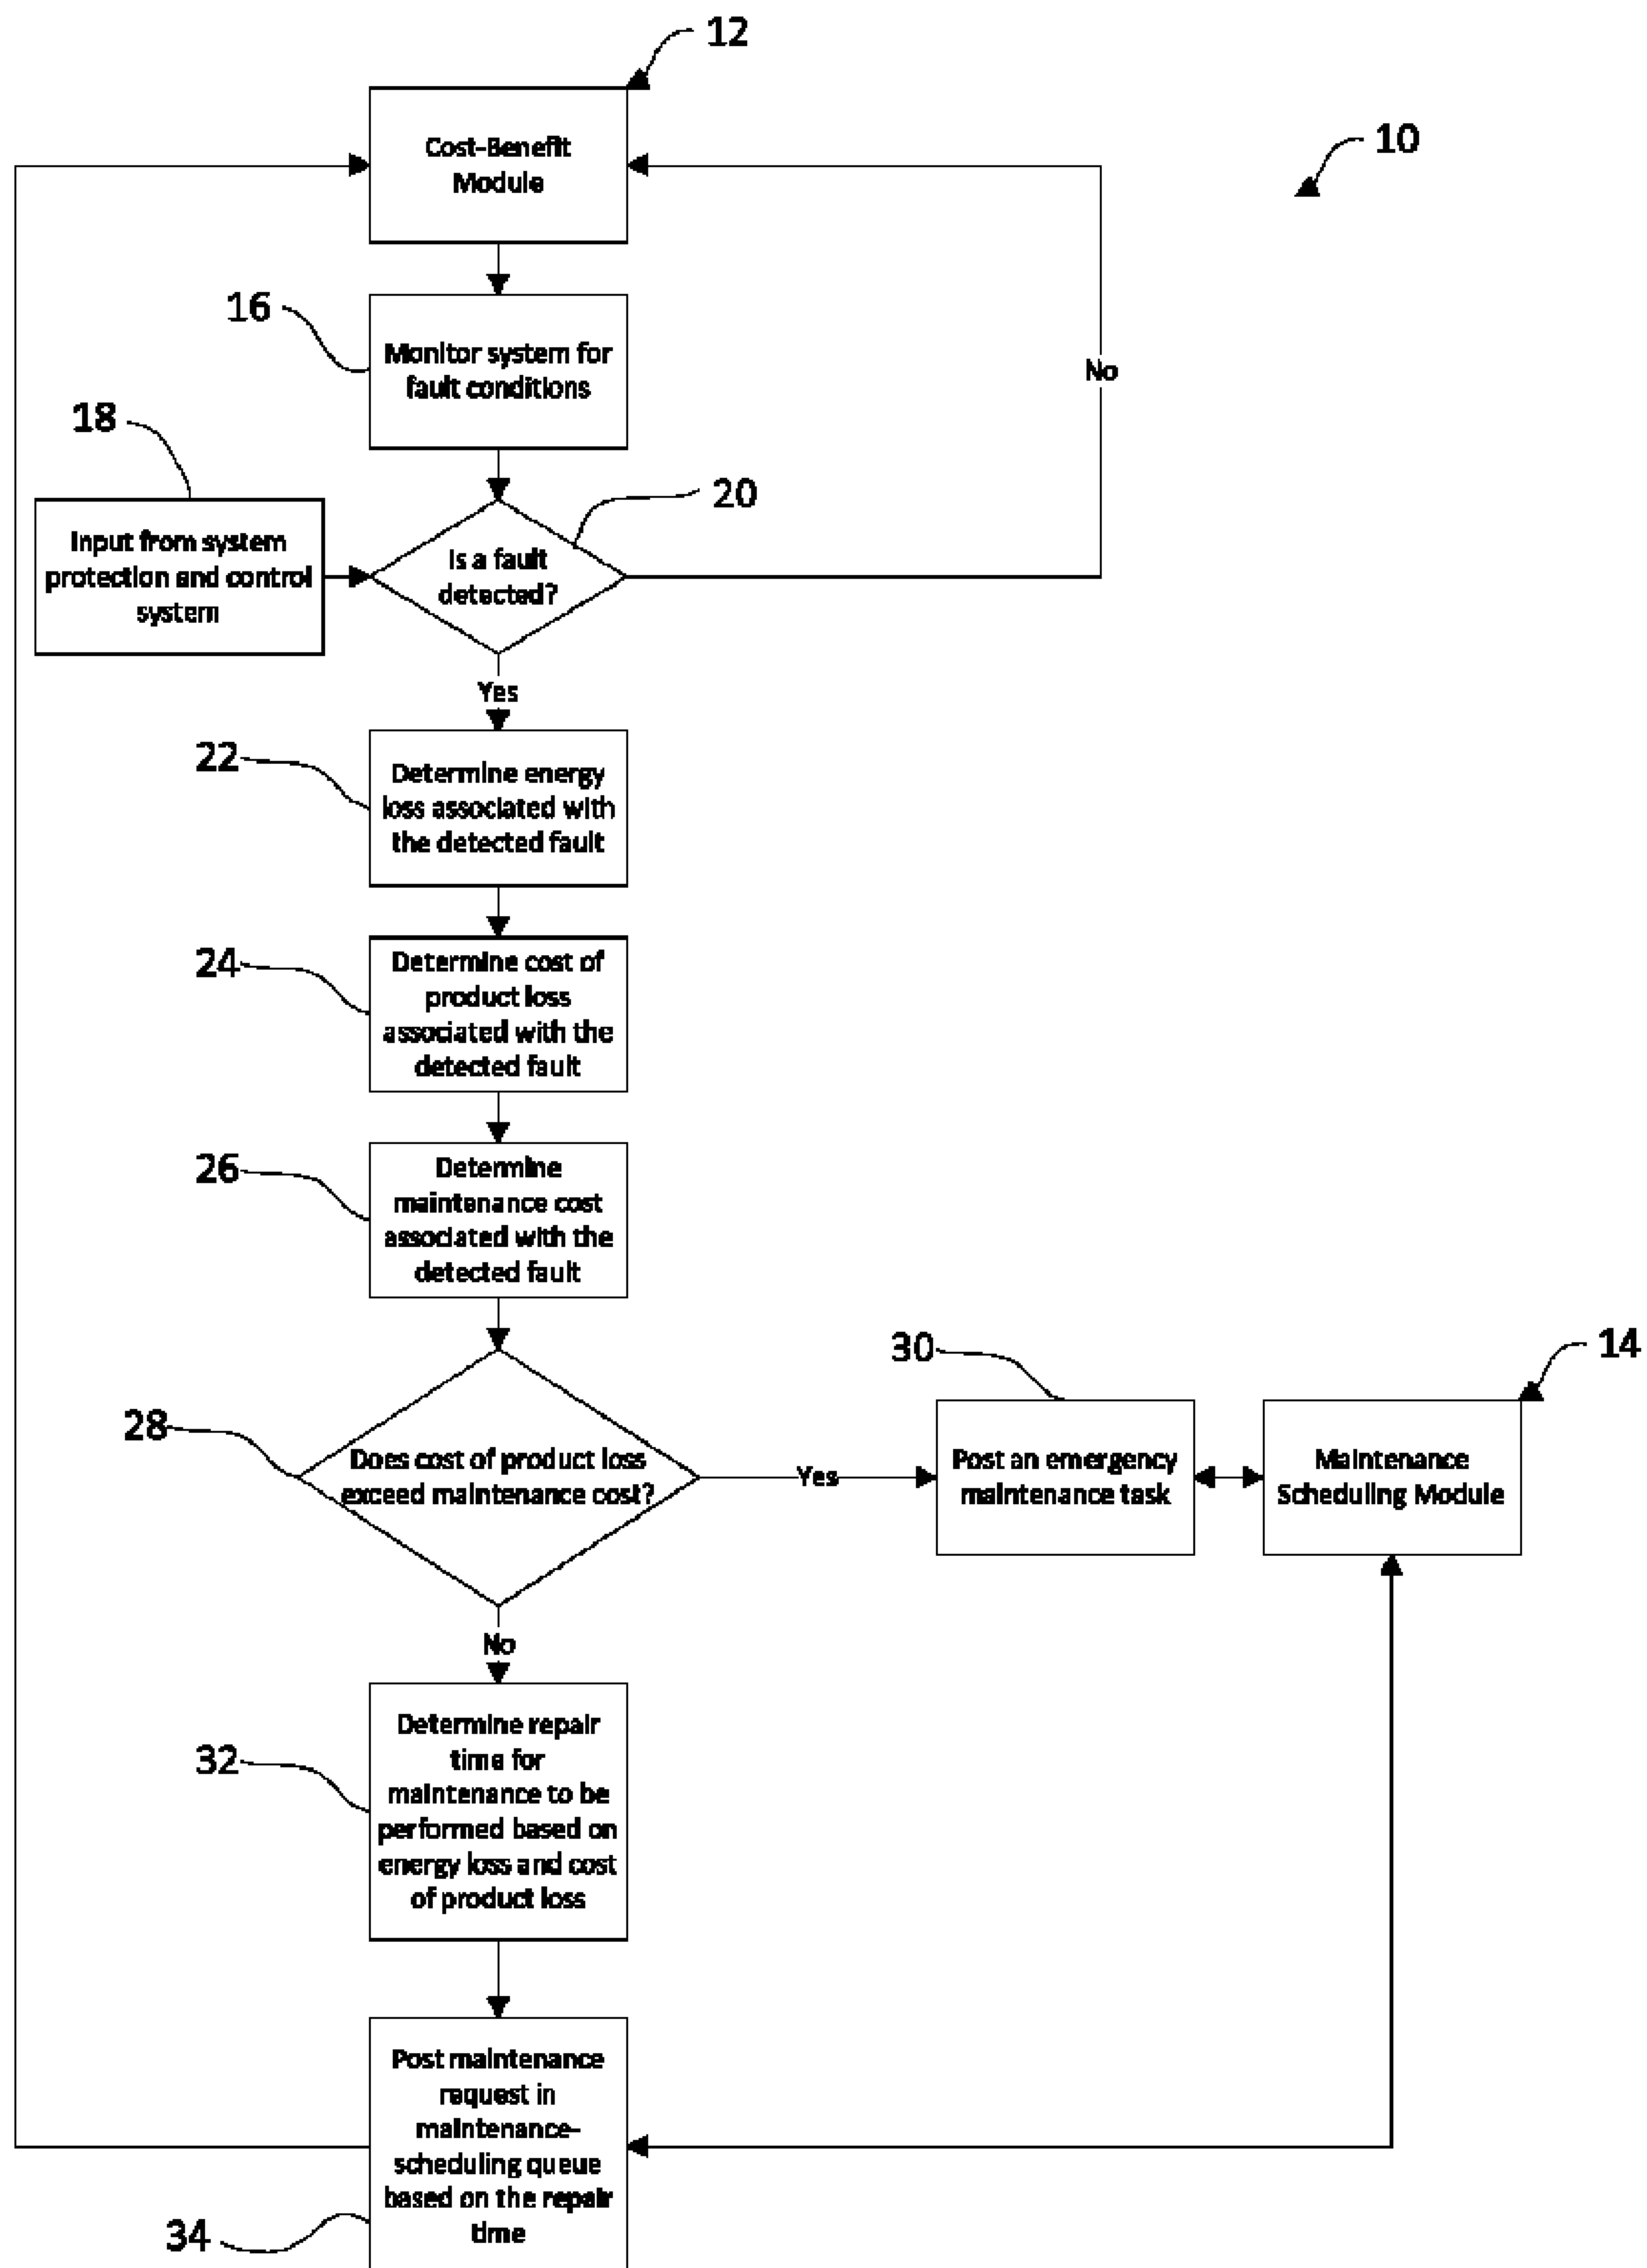 12
10
Cost-Benefit
Module
16
Monitor system for
fault conditions
No
18
Input from system
protection and control
system
20
Is a fault
detected?
Yes
22
Determine energy
loss associated with
the detected fault
24
Determine cost of
product loss
associated with the
detected fault
26
Determine
maintenance cost
associated with the
detected fault
28
Does cost of product loss
exceed maintenance cost?
Yes
30
Post an emergency
maintenance task
14
Maintenance
Scheduling Module
No
32
Determine repair
time for
maintenance to be
performed based on
energy loss and cost
of product loss
34
Post maintenance
request in
maintenance-
scheduling queue
based on the repair
time